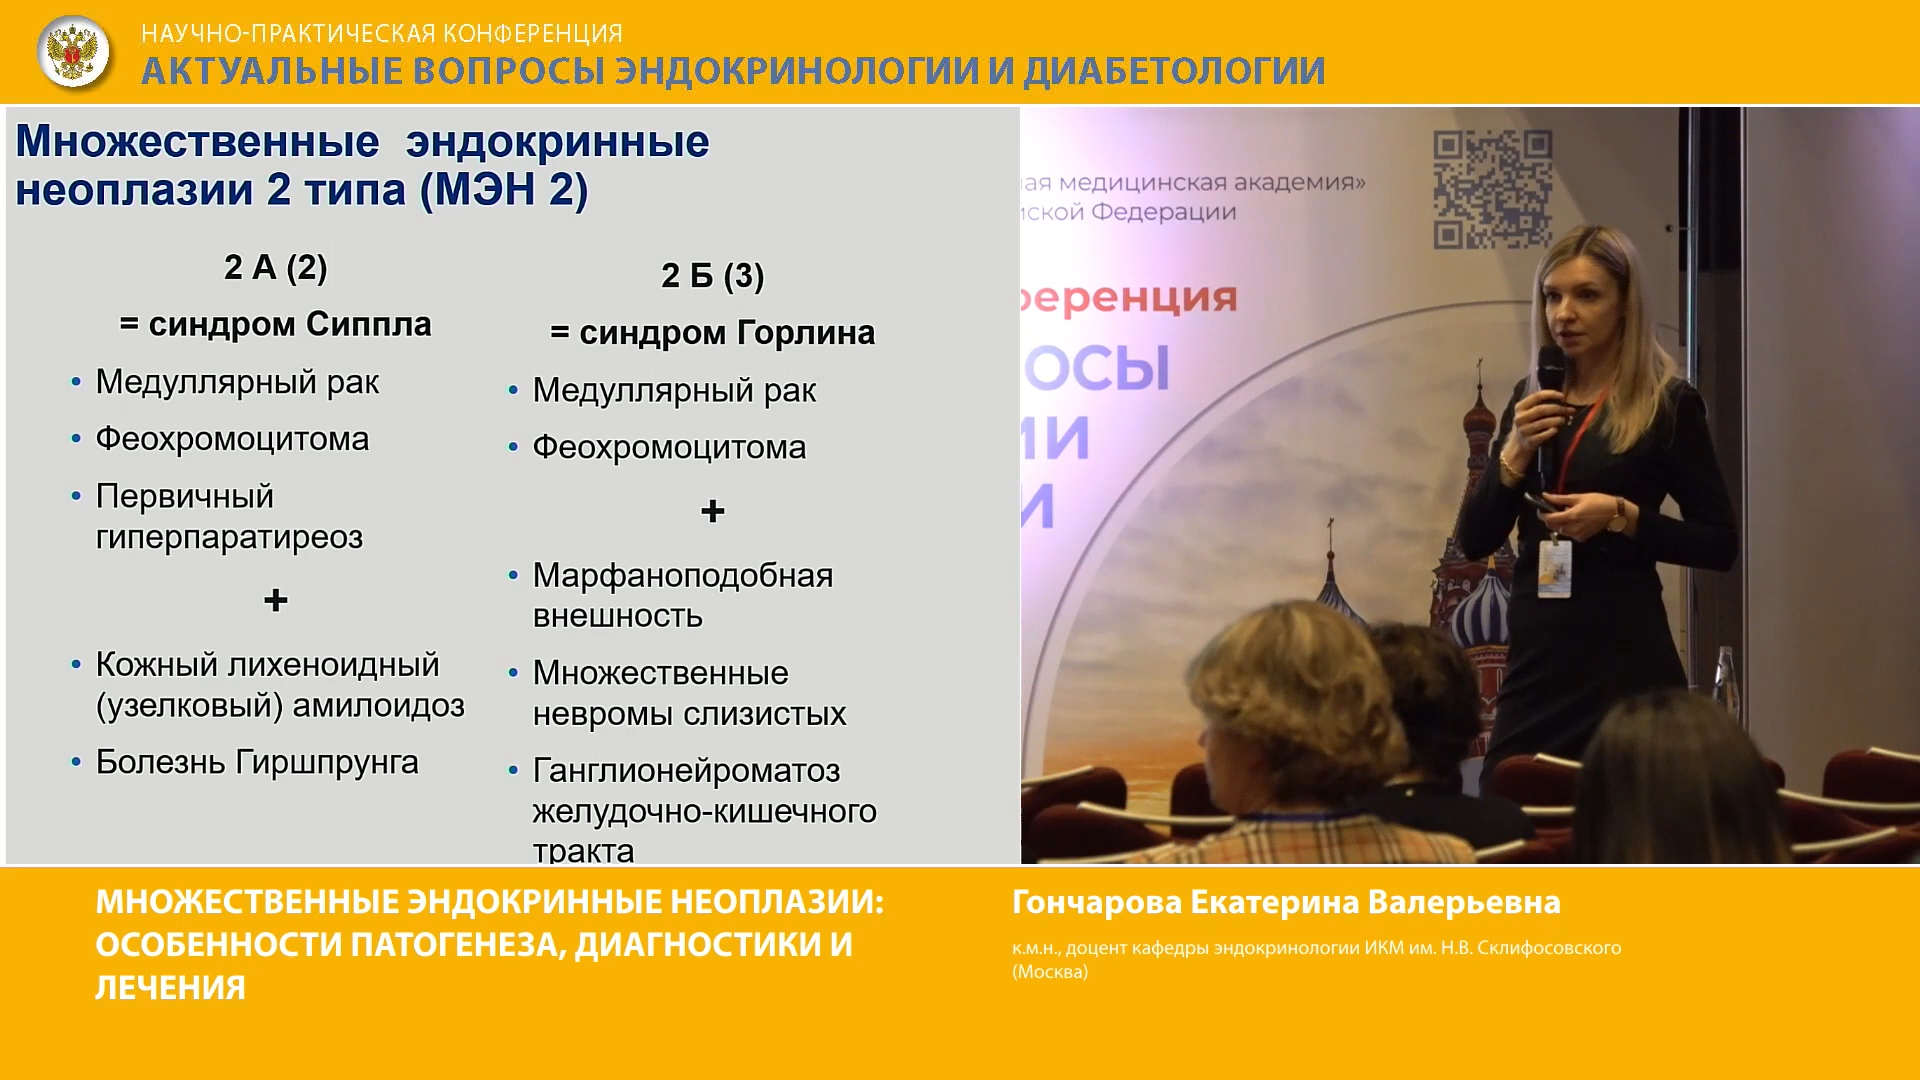 НАУЧНО-ПРАКТИЧЕСКАЯ КОНФЕРЕНЦИЯ
АКТУАЛЬНЫЕ ВОПРОСЫ ЭНДОКРИНОЛОГИИ И ДИАБЕТОЛОГИИ
Множественные эндокринные
неоплазии 2 типа (МЭН 2)
2 А (2)
= синдром Сиппла
• Медуллярный рак
• Феохромоцитома
• Первичный
гиперпаратиреоз
+
• Кожный лихеноидный
(узелковый) амилоидоз
• Болезнь Гиршпрунга
2 Б (3)
= синдром Горлина
• Медуллярный рак
• Феохромоцитома
+
• Марфаноподобная
внешность
• Множественные
невромы слизистых
• Ганглионейроматоз
желудочно-кишечного
тракта
ая медицинская академия»
ской Федерации
ференция
ОСЫ
ИИ
И
МНОЖЕСТВЕННЫЕ ЭНДОКРИННЫЕ НЕОПЛАЗИИ:
ОСОБЕННОСТИ ПАТОГЕНЕЗА, ДИАГНОСТИКИ И
ЛЕЧЕНИЯ
Гончарова Екатерина Валерьевна
к.м.н., доцент кафедры эндокринологии ИКМ им. Н.В. Склифосовского
(Москва)